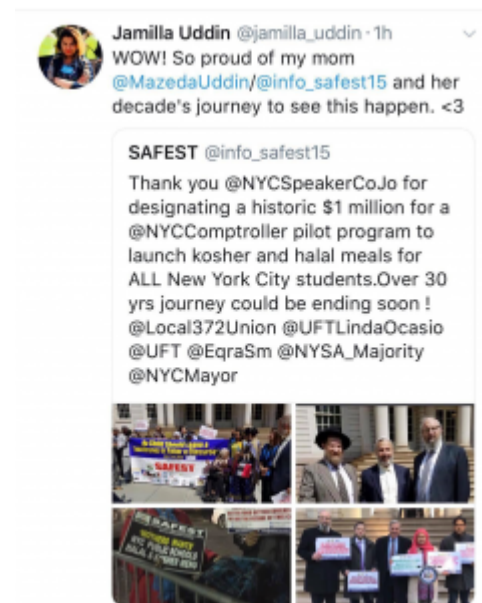 Jamilla Uddin @jamilla_uddin · 1h
WOW! So proud of my mom
@MazedaUddin/@info_safest15 and her
decade's journey to see this happen. <3
SAFEST @info_safest15
Thank you @NYCSpeakerCoJo for
designating a historic $1 million for a
@NYCComptroller pilot program to
launch kosher and halal meals for
ALL New York City students.Over 30
yrs journey could be ending soon !
@Local372Union @UFTLindaOcasio
@UFT @EqraSm @NYSA_Majority
@NYCMayor
SAFEST
SAFEST
NYC PUBLIC SCHOOLS